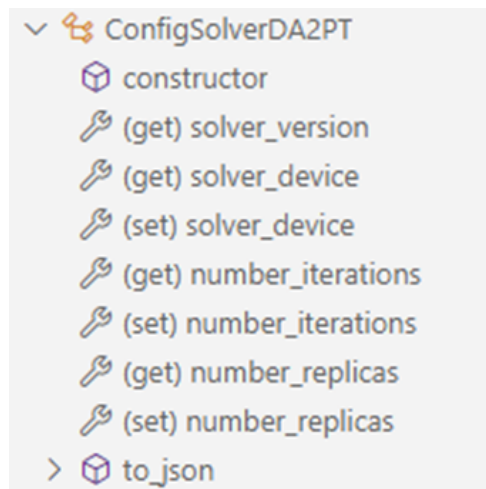 ConfigSolverDA2PT
constructor
(get) solver_version
(get) solver_device
(set) solver_device
(get) number_iterations
(set) number_iterations
(get) number_replicas
(set) number_replicas
to_json